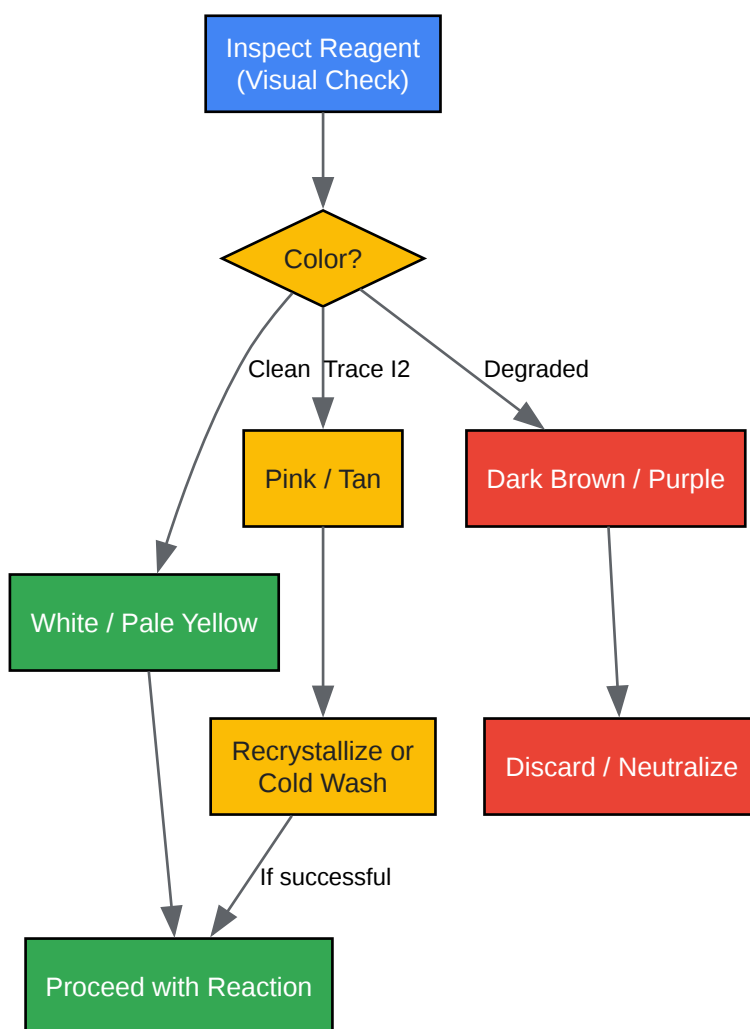 Inspect Reagent
(Visual Check)
Color?
Clean
Trace I2
Degraded
Pink / Tan
Dark Brown / Purple
White / Pale Yellow
Recrystallize or
Cold Wash
Discard / Neutralize
If successful
Proceed with Reaction